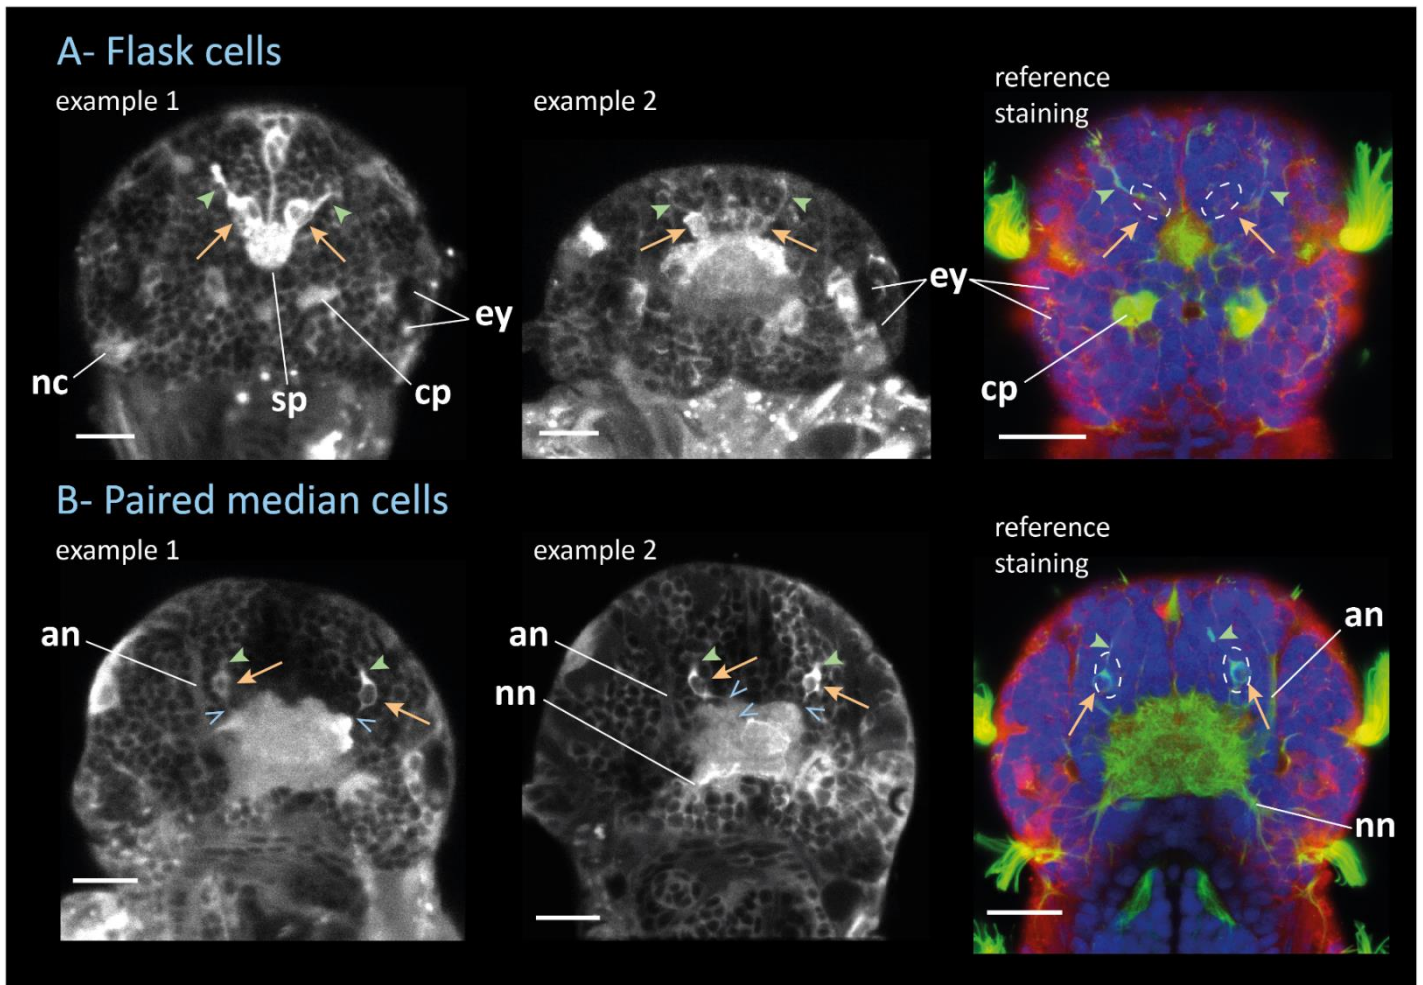 A- Flask cells
example 1
example 2
reference
staining
ey
ey
nc
sp
cp
cp
B- Paired median cells
example 1
example 2
reference
staining
an
an
an
nn
nn